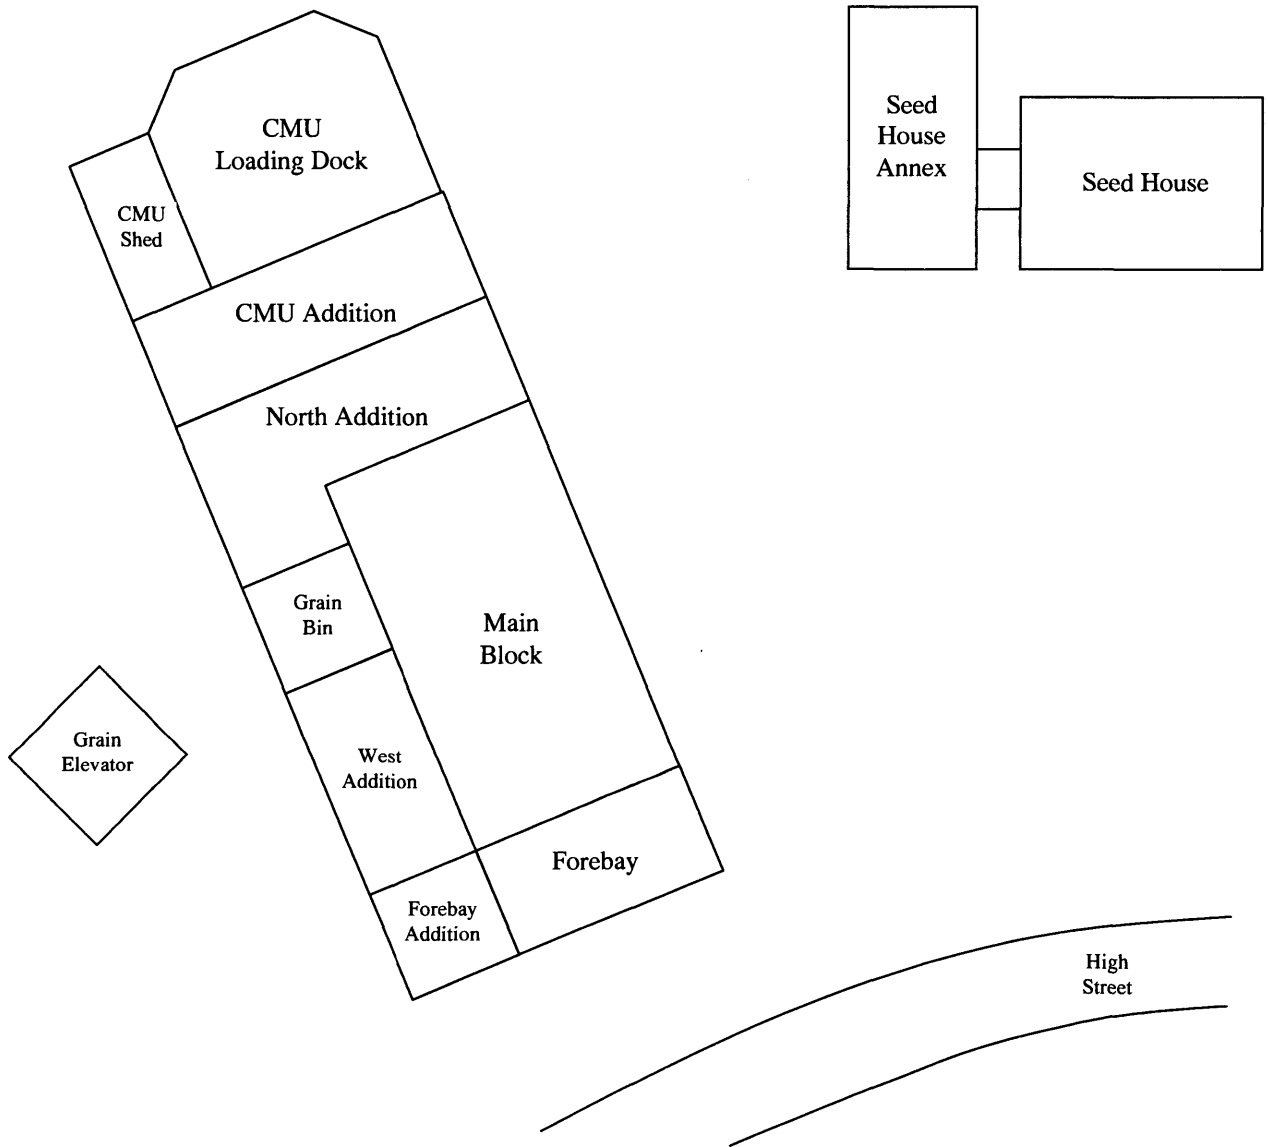 CMU
Loading Dock
Seed
House
Annex
Seed House
CMU
Shed
CMU Addition
North Addition
Grain
Bin
Main
Block
Grain
Elevator
West
Addition
Forebay
Forebay
Addition
High
Street